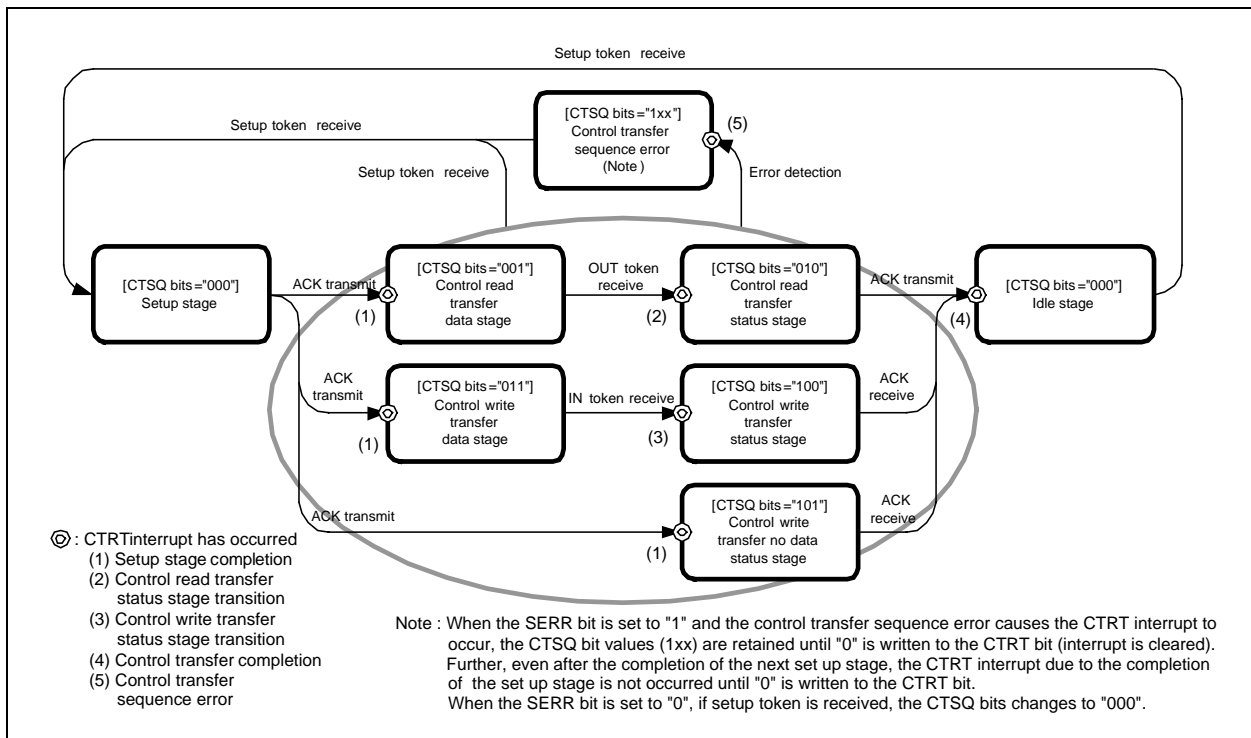 Setup token receive
[CTSQ bits ="1xx"]
Control transfer
sequence error
(Note )
(5)
Setup token receive
Setup token receive
Error detection
[CTSQ bits ="000"]
Setup stage
ACK transmit
(1)
[CTSQ bits ="001"]
Control read
transfer
data stage
OUT token
receive
(2)
[CTSQ bits ="010"]
Control read
transfer
status stage
ACK transmit
(4)
[CTSQ bits ="000"]
Idle stage
ACK
transmit
(1)
[CTSQ bits ="011"]
Control write
transfer
data stage
IN token receive
(3)
[CTSQ bits ="100"]
Control write
transfer
status stage
ACK
receive
ACK transmit
(1)
[CTSQ bits ="101"]
Control write
transfer no data
status stage
ACK
receive
: CTRTinterrupt has occurred
(1) Setup stage completion
(2) Control read transfer
status stage transition
(3) Control write transfer
status stage transition
(4) Control transfer completion
(5) Control transfer
sequence error
Note : When the SERR bit is set to "1" and the control transfer sequence error causes the CTRT interrupt to
occur, the CTSQ bit values (1xx) are retained until "0" is written to the CTRT bit (interrupt is cleared).
Further, even after the completion of the next set up stage, the CTRT interrupt due to the completion
of the set up stage is not occurred until "0" is written to the CTRT bit.
When the SERR bit is set to "0", if setup token is received, the CTSQ bits changes to "000".